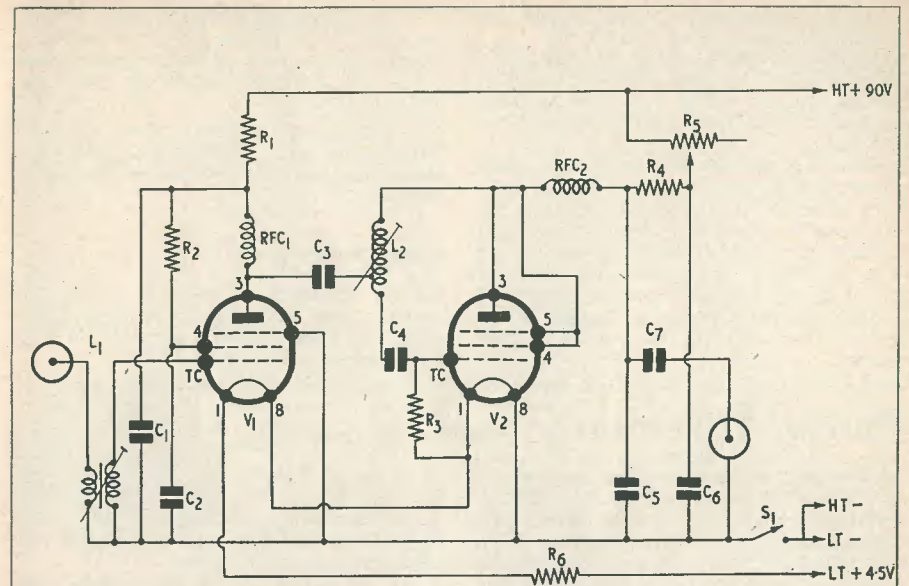 HT+ 90V
R1
R5
RFC2
R4
R2
RFC1
C3
L2
3
3
5
5
4
4
C4
C7
L1
TC
TC
1
8
1
8
V1
V2
R3
C1
C2
C5
C6
S1
HT -
LT -
R6
LT + 4·5V